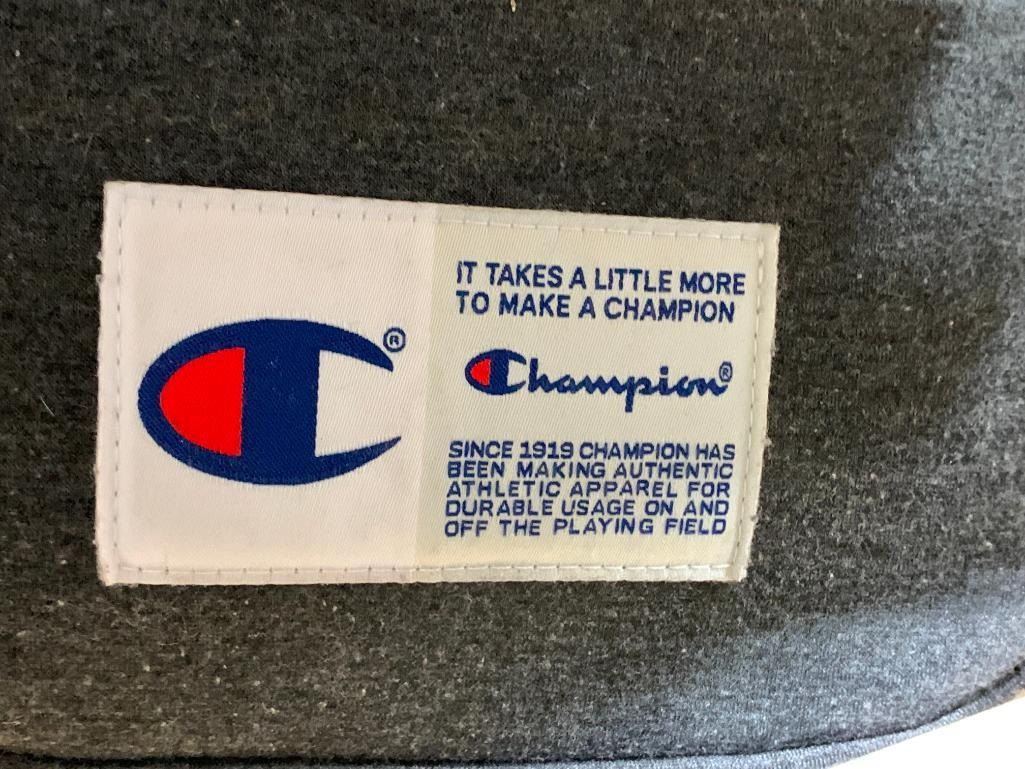 IT TAKES A LITTLE MORE
TO MAKE A CHAMPION
Champion®
SINCE 1919 CHAMPION HAS
BEEN MAKING AUTHENTIC
ATHLETIC APPAREL FOR
DURABLE USAGE ON AND
OFF THE PLAYING FIELD